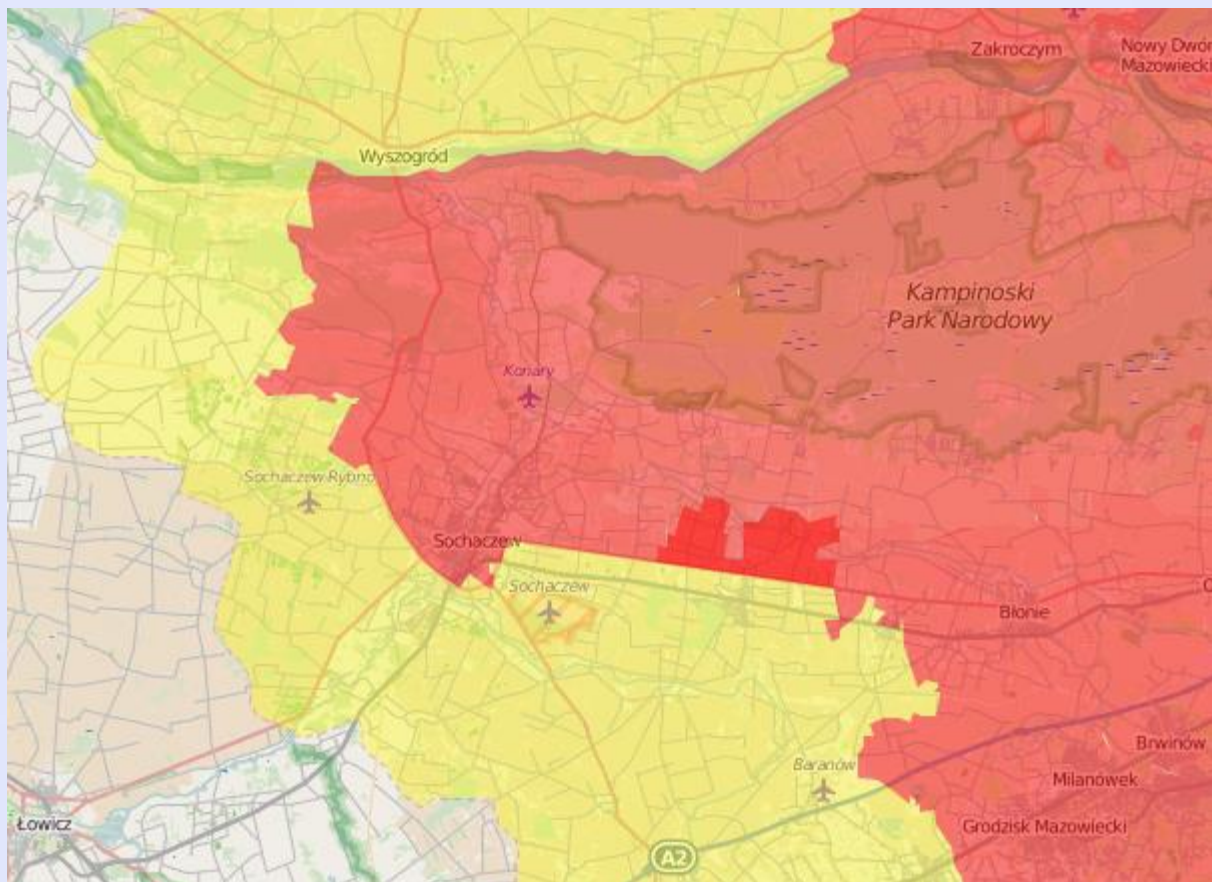 Zakroczym
Nowy Dwór
Mazowiecki
Wyszogród
Kampinoski
Park Narodowy
Konary
Sochaczew-Rybno
Sochaczew
Sochaczew
Błonie
Baranów
Brwinów
Milanówek
Grodzisk Mazowiecki
Łowicz
A2